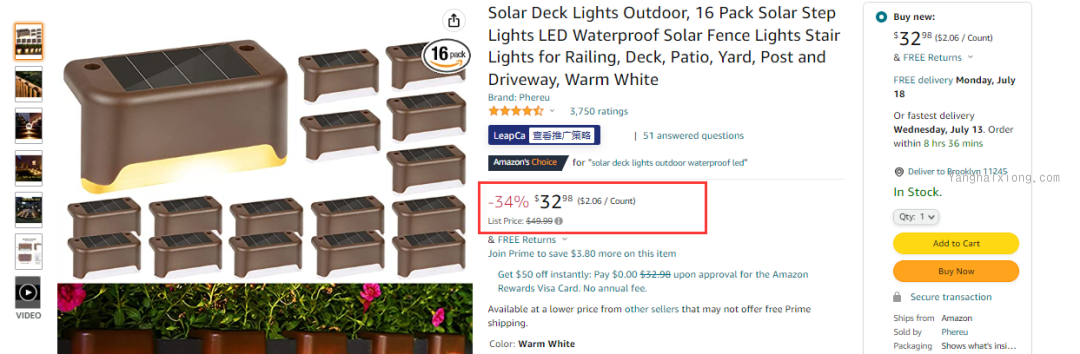 16 pack
VIDEO
Solar Deck Lights Outdoor, 16 Pack Solar Step
Lights LED Waterproof Solar Fence Lights Stair
Lights for Railing, Deck, Patio, Yard, Post and
Driveway, Warm White
Brand: Phereu
3,750 ratings
LeapCa 查看推广策略 | 51 answered questions
Amazon's Choice for "solar deck lights outdoor waterproof led"
-34% $32 98 ($2.06 / Count)
List Price: $49.99
& FREE Returns
Join Prime to save $3.80 more on this item
Get $50 off instantly: Pay $0.00 $32.98 upon approval for the Amazon
Rewards Visa Card. No annual fee.
Available at a lower price from other sellers that may not offer free Prime
shipping.
Color: Warm White
Buy new:
$32 98 ($2.06 / Count)
& FREE Returns
FREE delivery Monday, July
18
Or fastest delivery
Wednesday, July 13. Order
within 8 hrs 36 mins
Deliver to Brooklyn 11245
Yanghaixiong.com
In Stock.
Qty: 1
Add to Cart
Buy Now
Secure transaction
Ships from Amazon
Sold by Phereu
Packaging Shows what's insi...